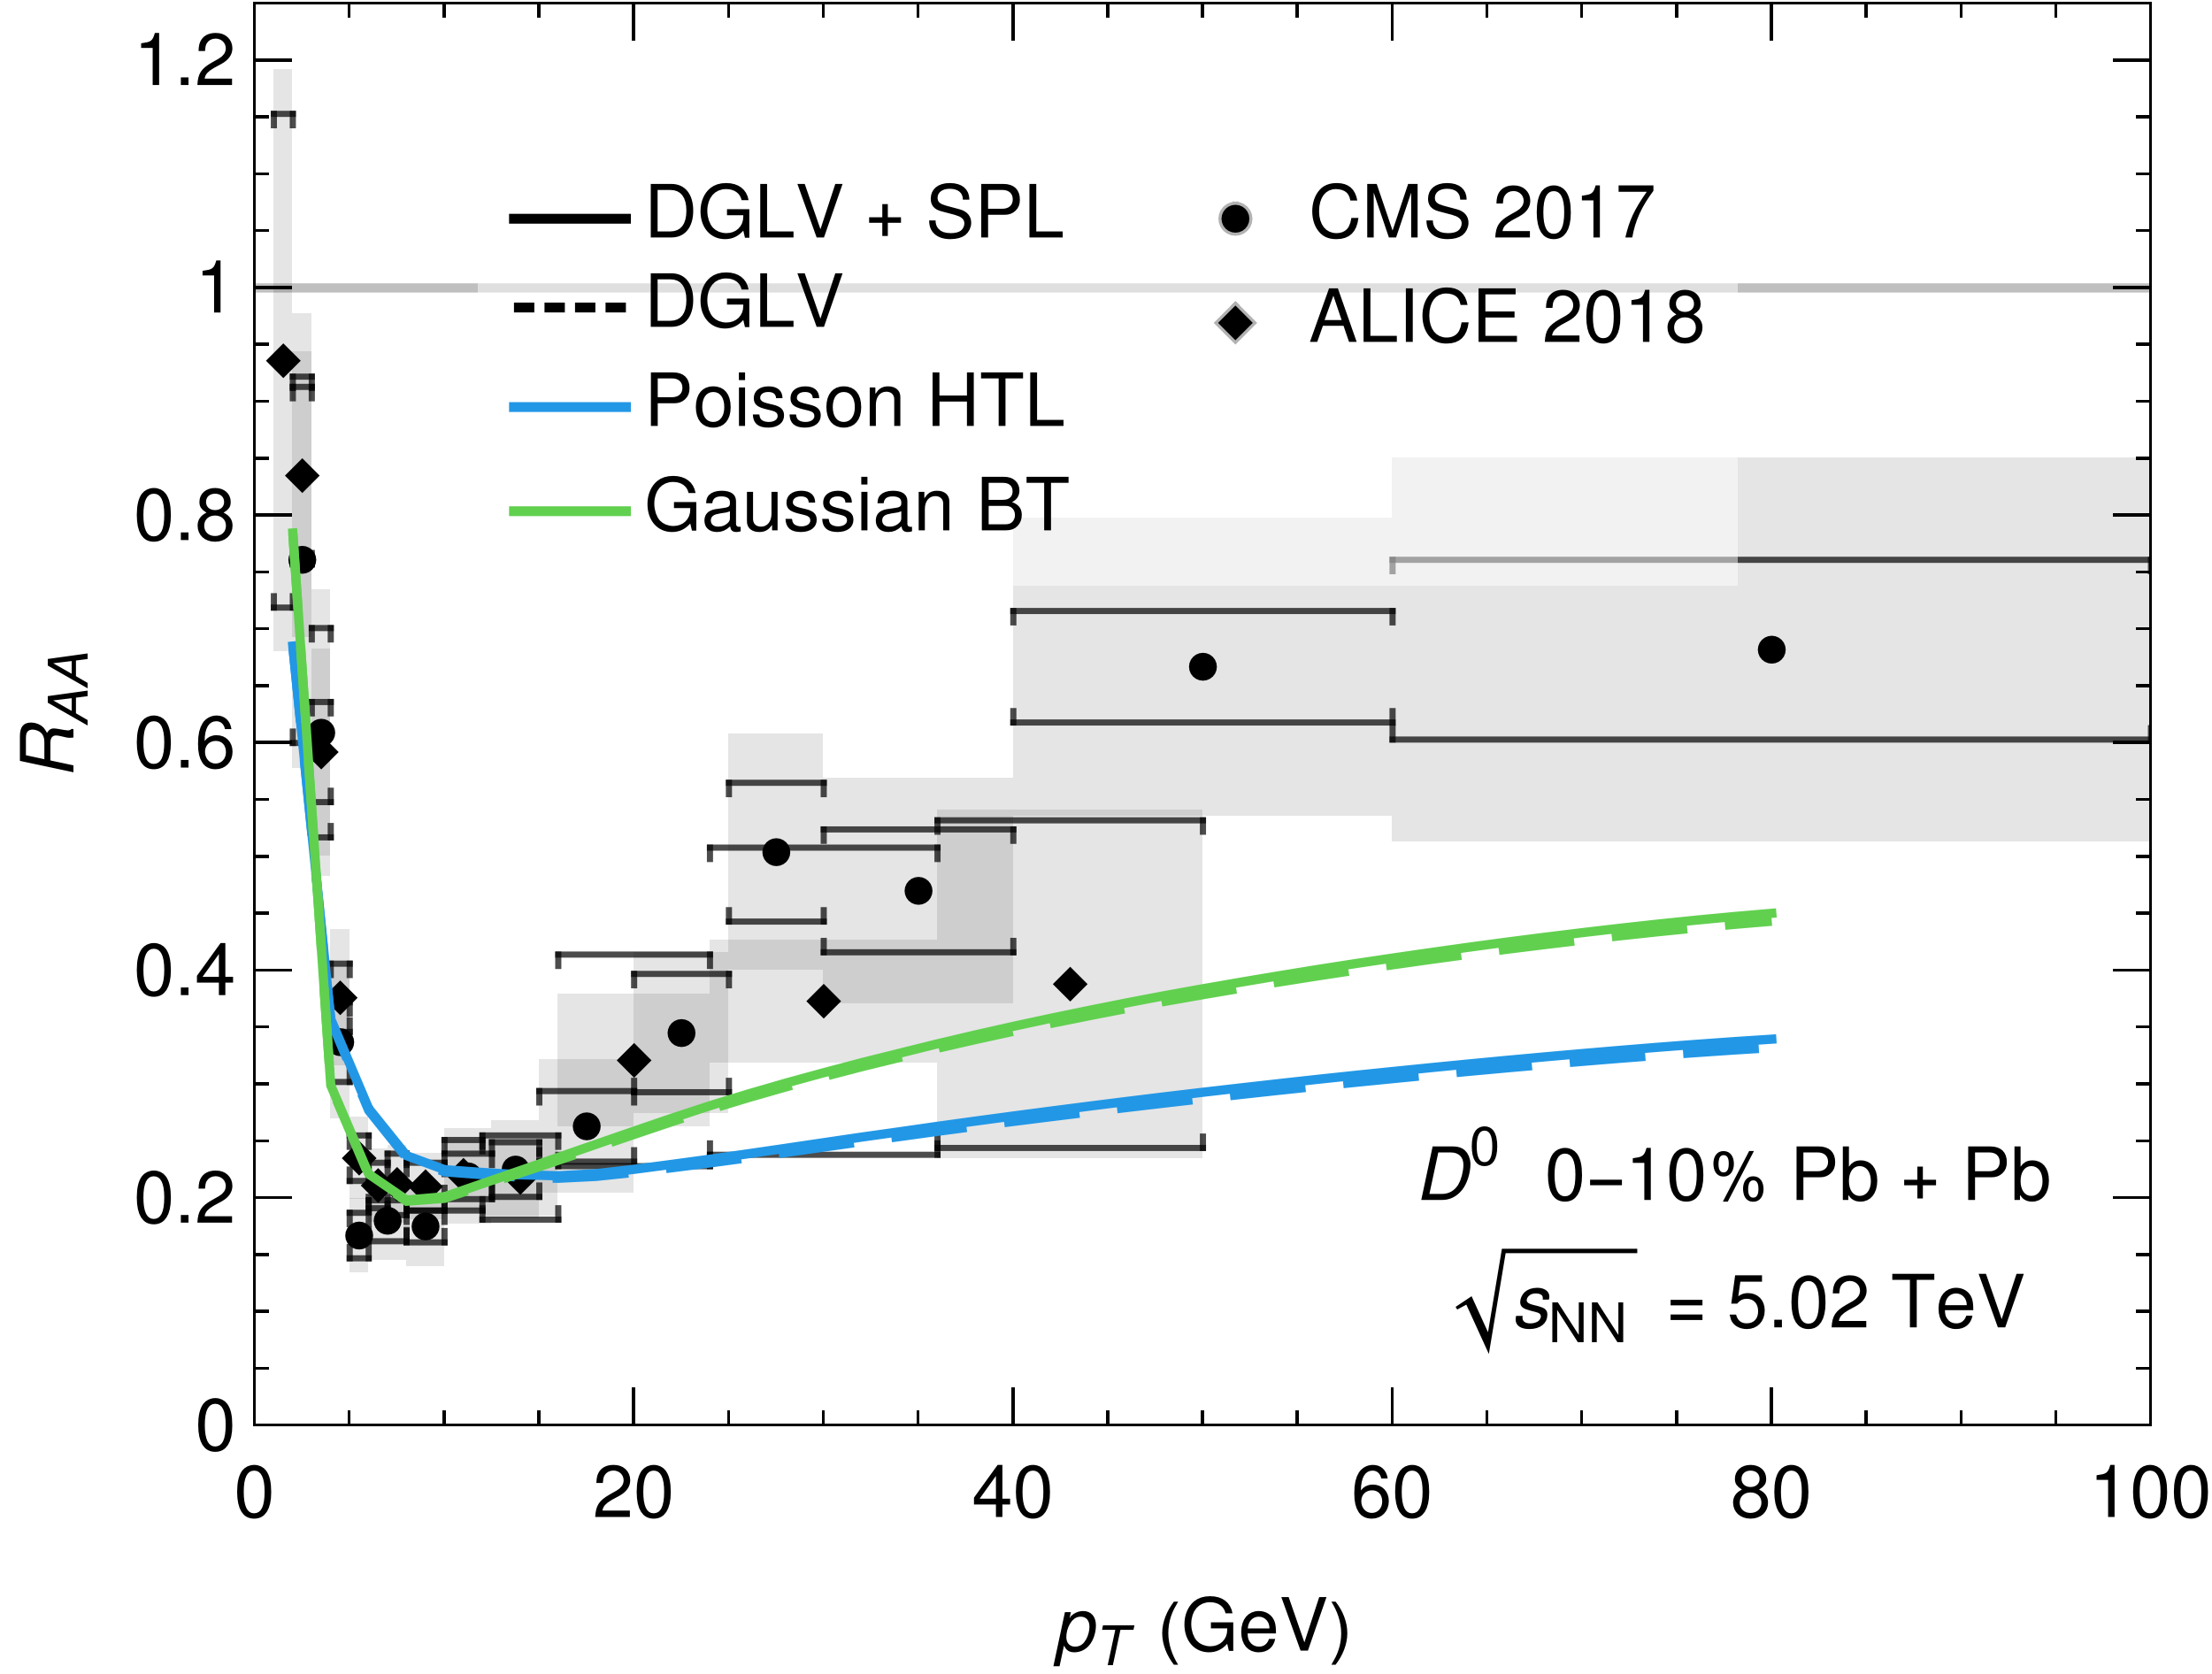 1.2
1
0.8
0.6
0.4
0.2
0
R_AA
DGLV + SPL
DGLV
Poisson HTL
Gaussian BT
CMS 2017
ALICE 2018
D⁰ 0–10% Pb + Pb
√s_NN = 5.02 TeV
0 20 40 60 80 100
p_T (GeV)